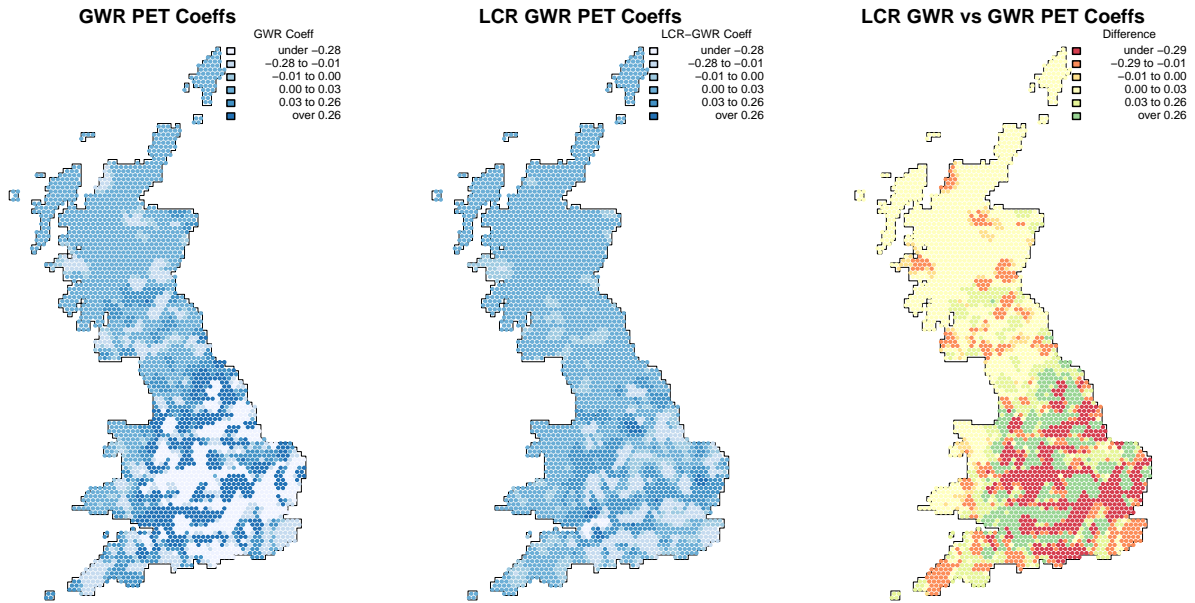 GWR PET Coeffs
GWR Coeff
under −0.28
−0.28 to −0.01
−0.01 to 0.00
0.00 to 0.03
0.03 to 0.26
over 0.26
LCR GWR PET Coeffs
LCR−GWR Coeff
under −0.28
−0.28 to −0.01
−0.01 to 0.00
0.00 to 0.03
0.03 to 0.26
over 0.26
LCR GWR vs GWR PET Coeffs
Difference
under −0.29
−0.29 to −0.01
−0.01 to 0.00
0.00 to 0.03
0.03 to 0.26
over 0.26